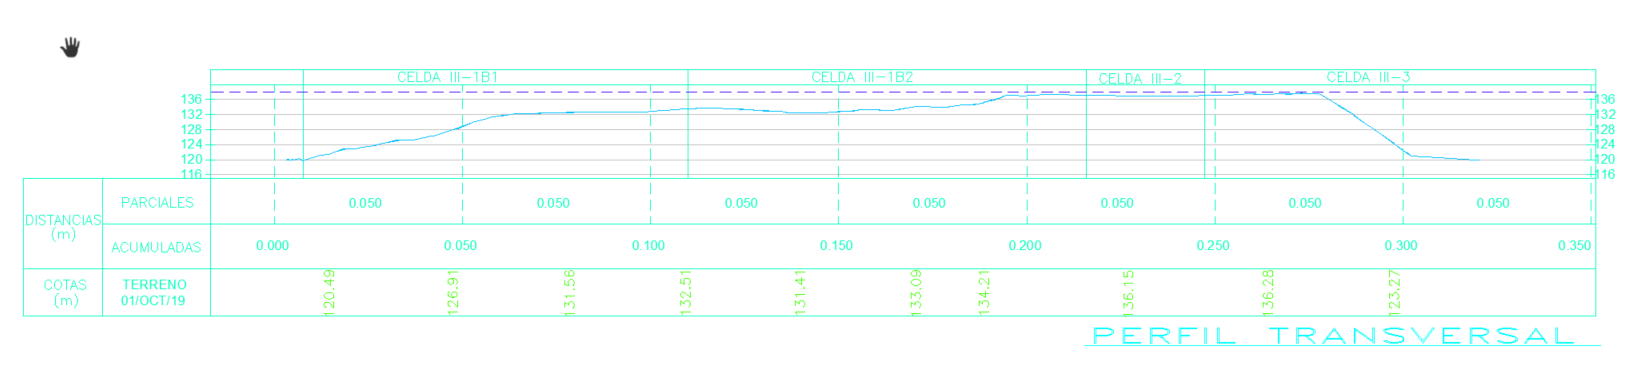 CELDA III-1B1 CELDA III-1B2 CELDA III-2 CELDA III-3
136 136
132 132
128 128
124 124
120 120
116 116
DISTANCIAS (m)
PARCIALES 0.050 0.050 0.050 0.050 0.050 0.050 0.050
ACUMULADAS 0.000 0.050 0.100 0.150 0.200 0.250 0.300 0.350
COTAS (m)
TERRENO
01/OCT/19
120.49 126.91 131.56 132.51 131.41 133.09 134.21 136.15 136.28 123.27
PERFIL TRANSVERSAL